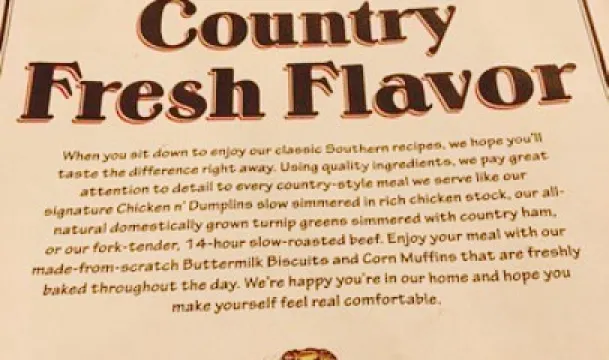 Country
Fresh Flavor
When you sit down to enjoy our classic Southern recipes, we hope you'll
taste the difference right away. Using quality ingredients, we pay great
attention to detail to every country-style meal we serve like our
signature Chicken n' Dumplins slow simmered in rich chicken stock, our all-
natural domestically grown turnip greens simmered with country ham,
or our fork-tender, 14-hour slow-roasted beef. Enjoy your meal with our
made-from-scratch Buttermilk Biscuits and Corn Muffins that are freshly
baked throughout the day. We're happy you're in our home and hope you
make yourself feel real comfortable.